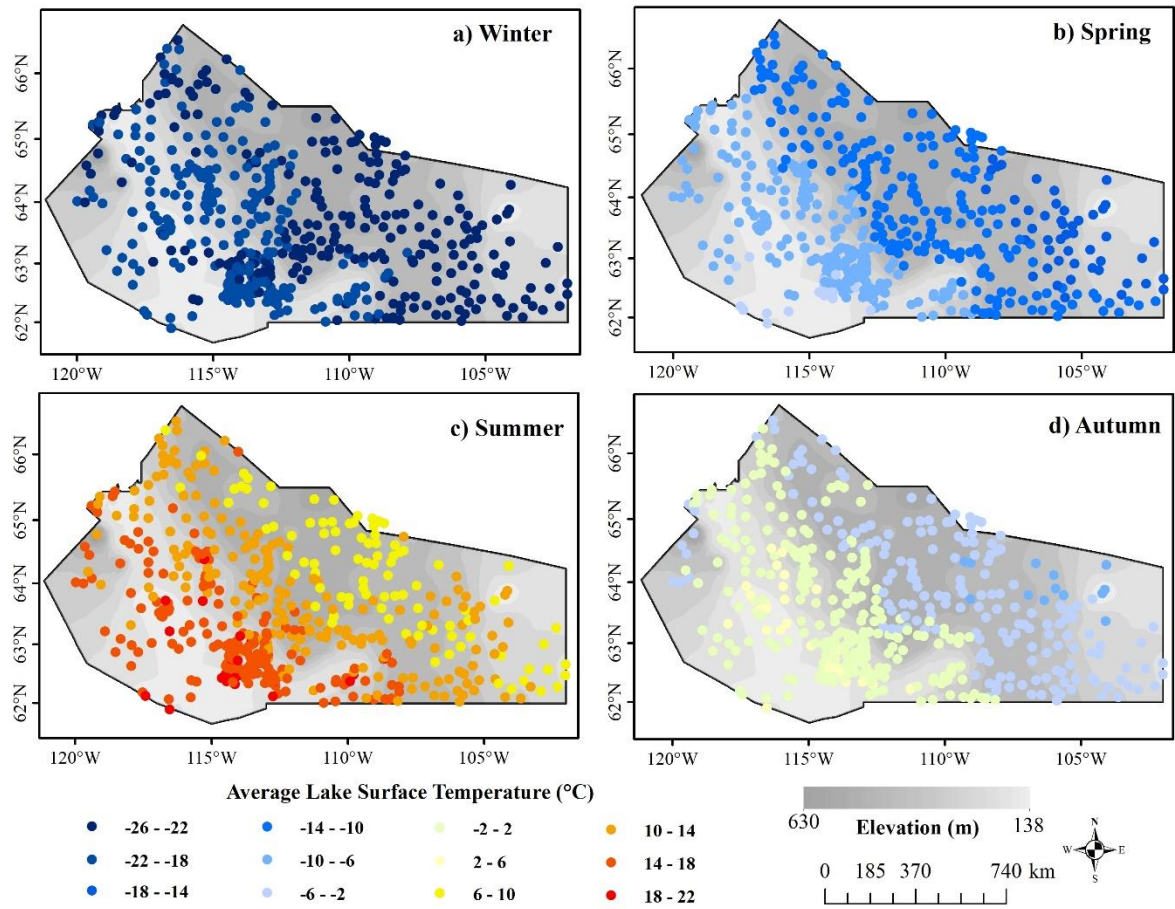 a) Winter
b) Spring
66°N
65°N
64°N
63°N
62°N
66°N
65°N
64°N
63°N
62°N
120°W 115°W 110°W 105°W
120°W 115°W 110°W 105°W
c) Summer
d) Autumn
66°N
65°N
64°N
63°N
62°N
66°N
65°N
64°N
63°N
62°N
120°W 115°W 110°W 105°W
120°W 115°W 110°W 105°W
Average Lake Surface Temperature (°C)
-26 - -22
-22 - -18
-18 - -14
-14 - -10
-10 - -6
-6 - -2
-2 - 2
2 - 6
6 - 10
10 - 14
14 - 18
18 - 22
630 Elevation (m) 138
0 185 370 740 km
N
W E
S